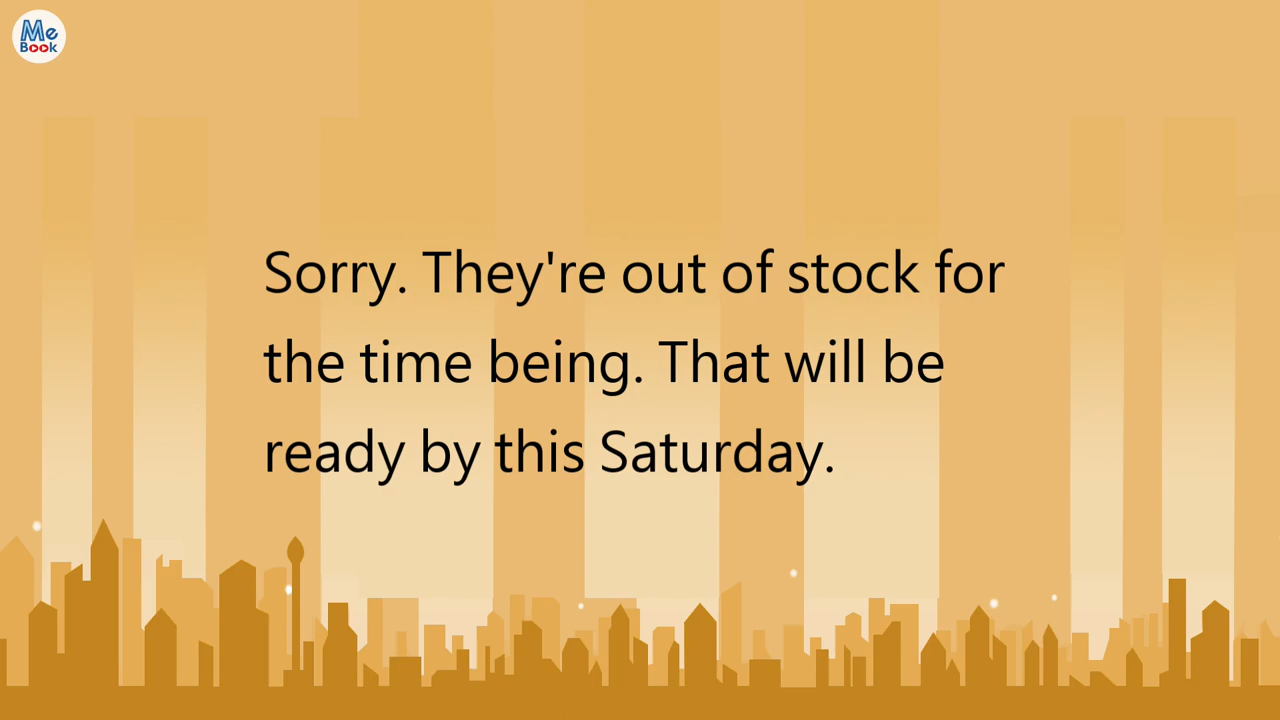 Me
Book
Sorry. They're out of stock for
the time being. That will be
ready by this Saturday.